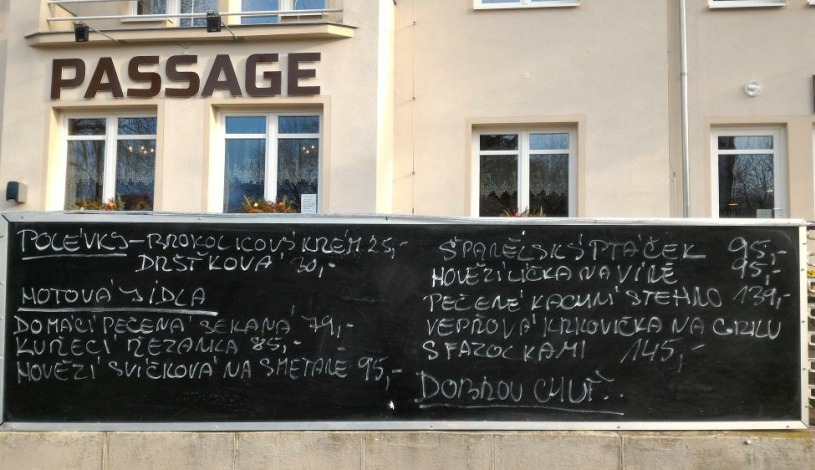 PASSAGE
POLÉVKY-BROKOLICOVÝ KRÉM 25,-
DRŠŤKOVÁ 30,-
HOTOVÁ JÍDLA
DOMÁCÍ PEČENÁ SEKANÁ 79,-
KUŘECÍ ŘEZANKA 85,-
HOVĚZÍ SVÍČKOVÁ NA SMETANĚ 95,-
ŠPANĚLSKÝ PTÁČEK 95,-
HOVĚZÍ LÍČKA NA VÍNĚ 95,-
PEČENÉ KACHNÍ STEHNO 139,-
VEPŘOVÁ KRKOVIČKA NA GRILU
S FAZOLKAMI 145,-
DOBROU CHUŤ..